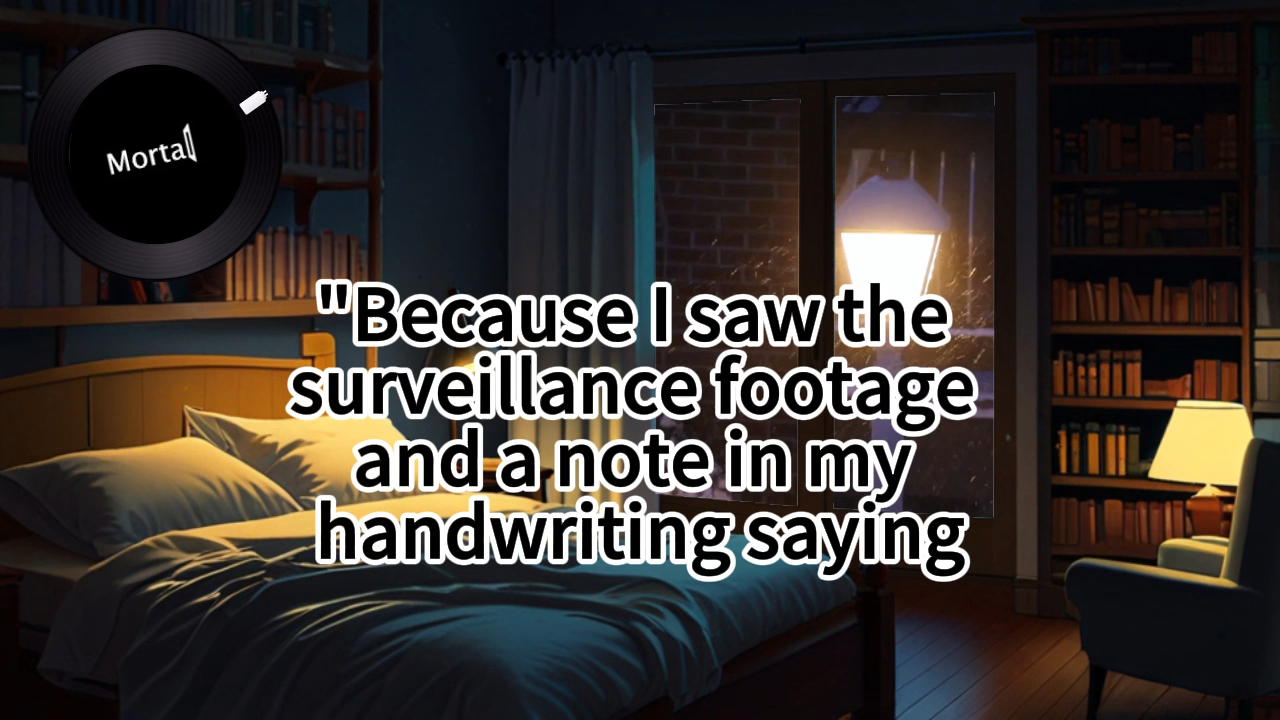 Mortal
"Because I saw the
surveillance footage
and a note in my
handwriting saying